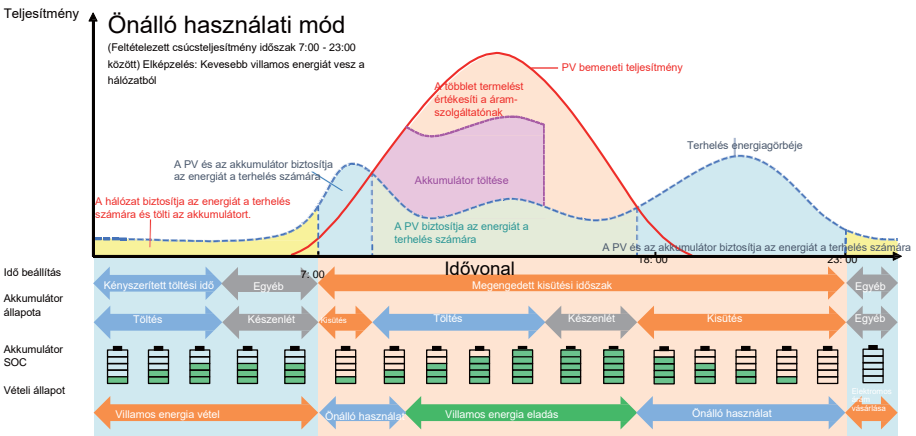 Teljesítmény
Önálló használati mód
(Feltételezett csúcsteljesítmény időszak 7:00 - 23:00
között) Elképzelés: Kevesebb villamos energiát vesz a
hálózatból
PV bemeneti teljesítmény
A többlet termelést
értékesíti a áram-
szolgáltatónak
Terhelés energiagörbéje
A PV és az akkumulátor biztosítja
az energiát a terhelés számára
Akkumulátor töltése
A hálózat biztosítja az energiát a terhelés
számára és tölti az akkumulátort.
A PV biztosítja az energiát a
terhelés számára
A PV és az akkumulátor biztosítja az energiát a terhelés számára
Idővonal
7: 00
18: 00
23: 00
Idő beállítás
Kényszerített töltési idő
Egyéb
Megengedett kisütési időszak
Egyéb
Akkumulátor
állapota
Töltés
Készenlét
Kisütés
Töltés
Készenlét
Kisütés
Egyéb
Akkumulátor
SOC
Vételi állapot
Villamos energia vétel
Önálló használat
Villamos energia eladás
Önálló használat
vásárlása